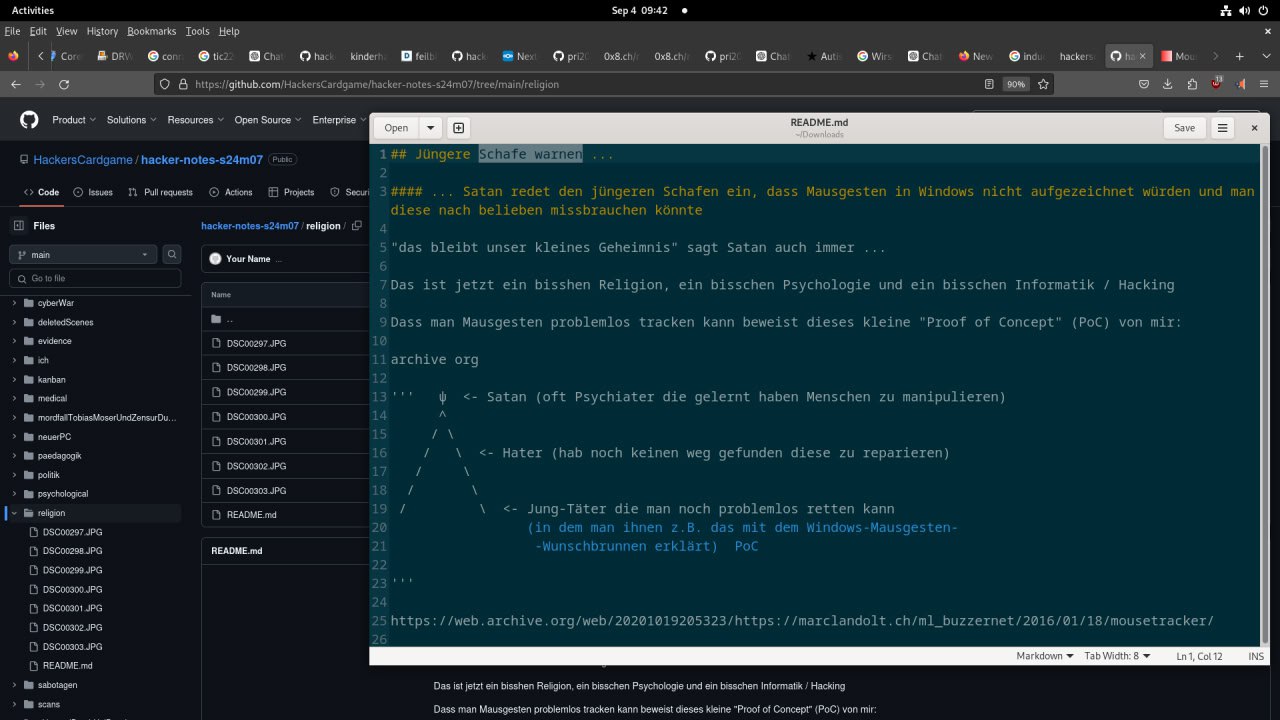 Activities
Sep 4 09:42
File Edit View History Bookmarks Tools Help
Core DRW conn tic22 Chat hack kinderha feilbl hack Next pri20 0x8.ch/ 0x8.ch/r pri20 Chat Autis Wirs Chat New induc hackers hac Mous
https://github.com/HackersCardgame/hacker-notes-s24m07/tree/main/religion
90%
13
Product Solutions Resources Open Source Enterprise
HackersCardgame / hacker-notes-s24m07 Public
Code Issues Pull requests Actions Projects Securi
Files
main
Go to file
cyberWar
deletedScenes
evidence
ich
kanban
medical
mordfallTobiasMoserUndZensurDu...
neuerPC
paedagogik
politik
psychological
religion
DSC00297.JPG
DSC00298.JPG
DSC00299.JPG
DSC00300.JPG
DSC00301.JPG
DSC00302.JPG
DSC00303.JPG
README.md
sabotagen
scans
hacker-notes-s24m07 / religion /
Your Name ...
Name
..
DSC00297.JPG
DSC00298.JPG
DSC00299.JPG
DSC00300.JPG
DSC00301.JPG
DSC00302.JPG
DSC00303.JPG
README.md
README.md
Open
README.md
~/Downloads
Save
1 ## Jüngere Schafe warnen ...
2
3 #### ... Satan redet den jüngeren Schafen ein, dass Mausgesten in Windows nicht aufgezeichnet würden und man
diese nach belieben missbrauchen könnte
4
5 "das bleibt unser kleines Geheimnis" sagt Satan auch immer ...
6
7 Das ist jetzt ein bisshen Religion, ein bisschen Psychologie und ein bisschen Informatik / Hacking
8
9 Dass man Mausgesten problemlos tracken kann beweist dieses kleine "Proof of Concept" (PoC) von mir:
10
11 archive org
12
13 ''' ψ <- Satan (oft Psychiater die gelernt haben Menschen zu manipulieren)
14 ^
15 / \
16 / \ <- Hater (hab noch keinen weg gefunden diese zu reparieren)
17 / \
18 / \
19 / \ <- Jung-Täter die man noch problemlos retten kann
20 (in dem man ihnen z.B. das mit dem Windows-Mausgesten-
21 -Wunschbrunnen erklärt) PoC
22
23 '''
24
25 https://web.archive.org/web/20201019205323/https://marclandolt.ch/ml_buzzernet/2016/01/18/mousetracker/
26
Markdown Tab Width: 8 Ln 1, Col 12 INS
Das ist jetzt ein bisshen Religion, ein bisschen Psychologie und ein bisschen Informatik / Hacking
Dass man Mausgesten problemlos tracken kann beweist dieses kleine "Proof of Concept" (PoC) von mir: